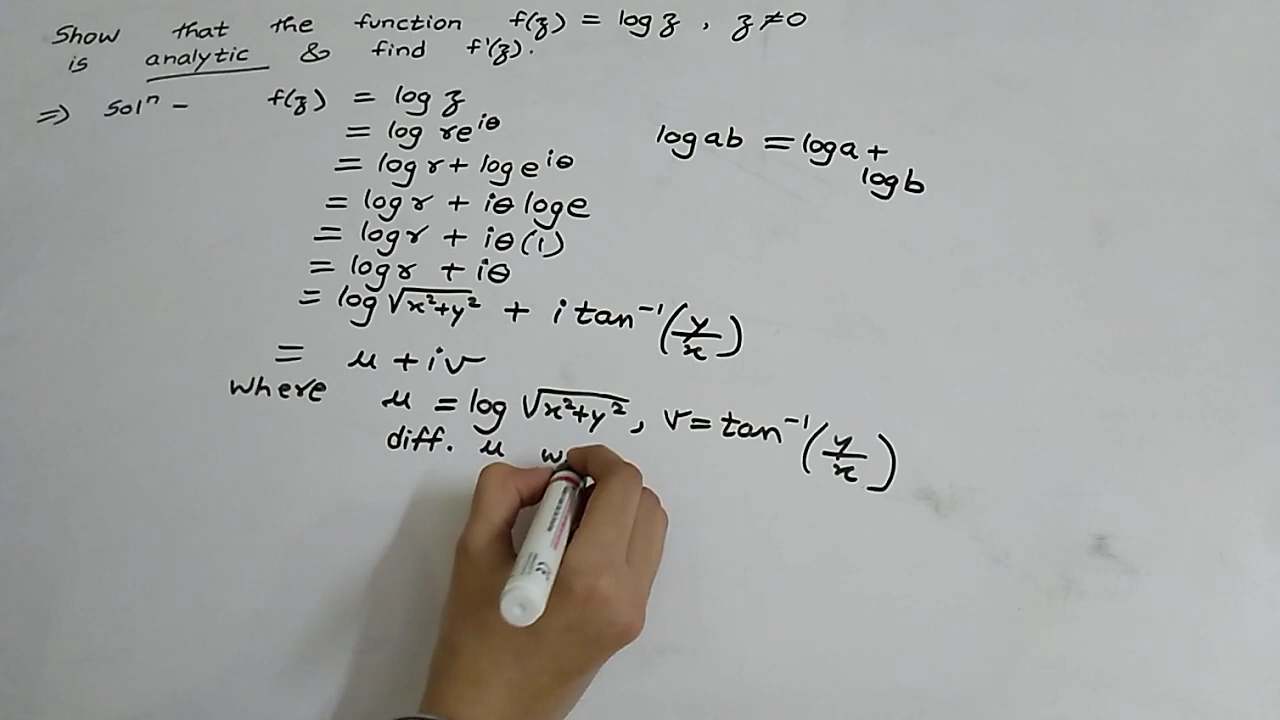 Show that the function f(z) = log z , z ≠ 0
is analytic & find f'(z).
=> Solⁿ - f(z) = log z
= log re^{iθ}
log ab = log a +
log b
= log r + log e^{iθ}
= log r + iθ log e
= log r + iθ(1)
= log r + iθ
= log √(x²+y²) + i tan⁻¹(y/x)
= u + iv
where u = log √(x²+y²) , v = tan⁻¹(y/x)
diff. u w